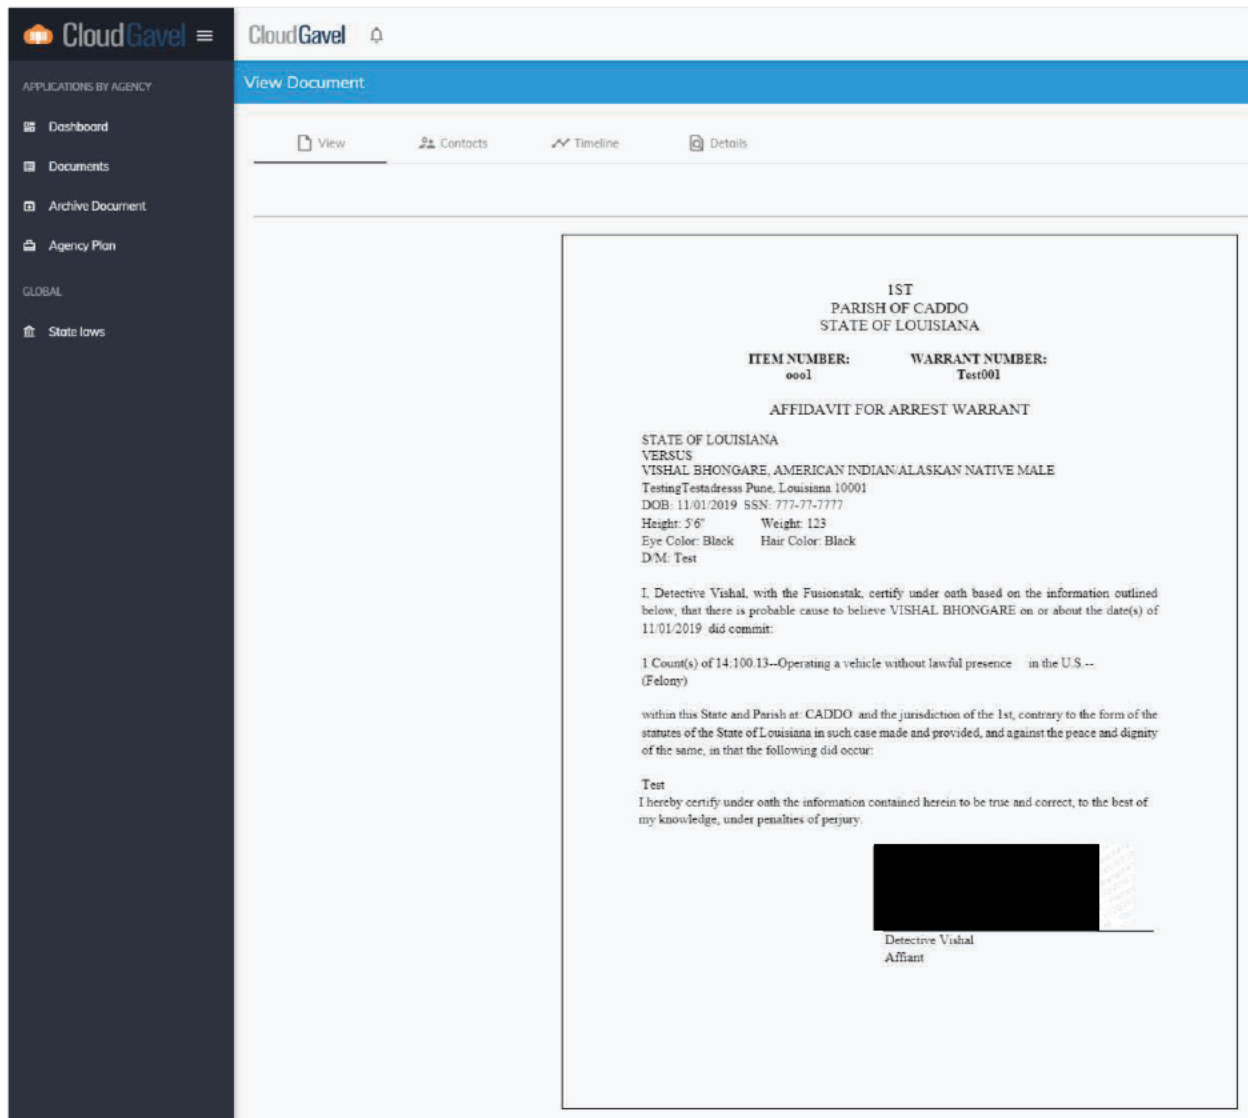 CloudGavel
CloudGavel
APPLICATIONS BY AGENCY
View Document
Dashboard
Documents
Archive Document
Agency Plan
GLOBAL
State laws
View
Contacts
Timeline
Details
1ST
PARISH OF CADDO
STATE OF LOUISIANA
ITEM NUMBER: WARRANT NUMBER:
ooo1 Test001
AFFIDAVIT FOR ARREST WARRANT
STATE OF LOUISIANA
VERSUS
VISHAL BHONGARE, AMERICAN INDIAN/ALASKAN NATIVE MALE
TestingTestadresss Pune, Louisiana 10001
DOB: 11/01/2019 SSN: 777-77-7777
Height: 5'6" Weight: 123
Eye Color: Black Hair Color: Black
D/M: Test
I, Detective Vishal, with the Fusionstak, certify under oath based on the information outlined
below, that there is probable cause to believe VISHAL BHONGARE on or about the date(s) of
11/01/2019 did commit:
1 Count(s) of 14:100.13--Operating a vehicle without lawful presence in the U.S.--
(Felony)
within this State and Parish at: CADDO and the jurisdiction of the 1st, contrary to the form of the
statutes of the State of Louisiana in such case made and provided, and against the peace and dignity
of the same, in that the following did occur:
Test
I hereby certify under oath the information contained herein to be true and correct, to the best of
my knowledge, under penalties of perjury.
Detective Vishal
Affiant